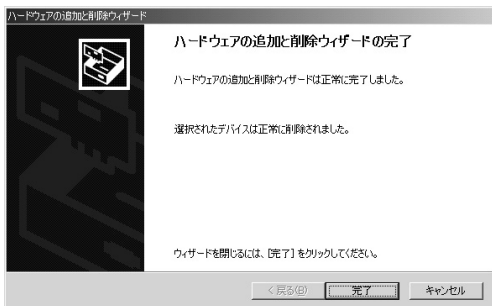 ハードウェアの追加と削除ウィザード
ハードウェアの追加と削除ウィザードの完了
ハードウェアの追加と削除ウィザードは正常に完了しました。
選択されたデバイスは正常に削除されました。
ウィザードを閉じるには、[完了] をクリックしてください。
< 戻る(B) 完了 キャンセル